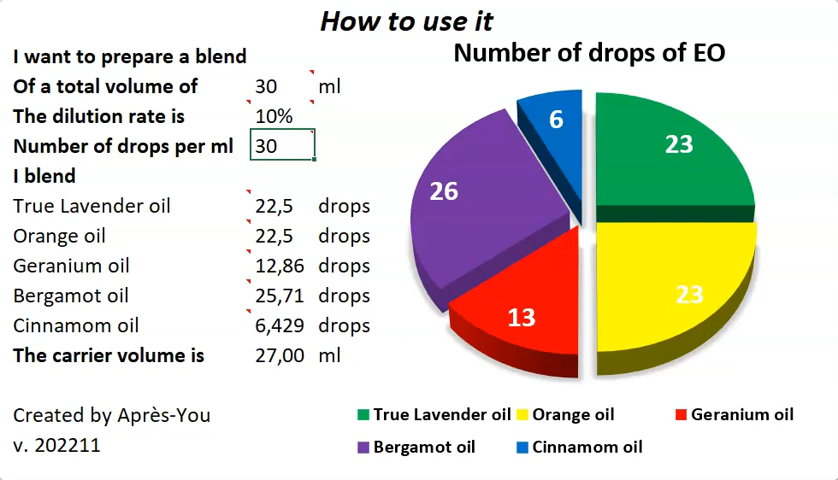 How to use it
I want to prepare a blend
Of a total volume of 30 ml
The dilution rate is 10%
Number of drops per ml 30
I blend
True Lavender oil 22,5 drops
Orange oil 22,5 drops
Geranium oil 12,86 drops
Bergamot oil 25,71 drops
Cinnamom oil 6,429 drops
The carrier volume is 27,00 ml
Created by Après-You
v. 202211
Number of drops of EO
6
23
26
23
13
True Lavender oil Orange oil Geranium oil
Bergamot oil Cinnamom oil